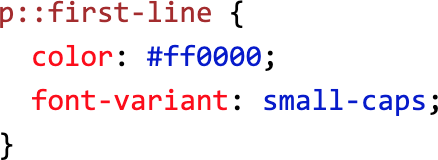 p::first-line {
  color: #ff0000;
  font-variant: small-caps;
}